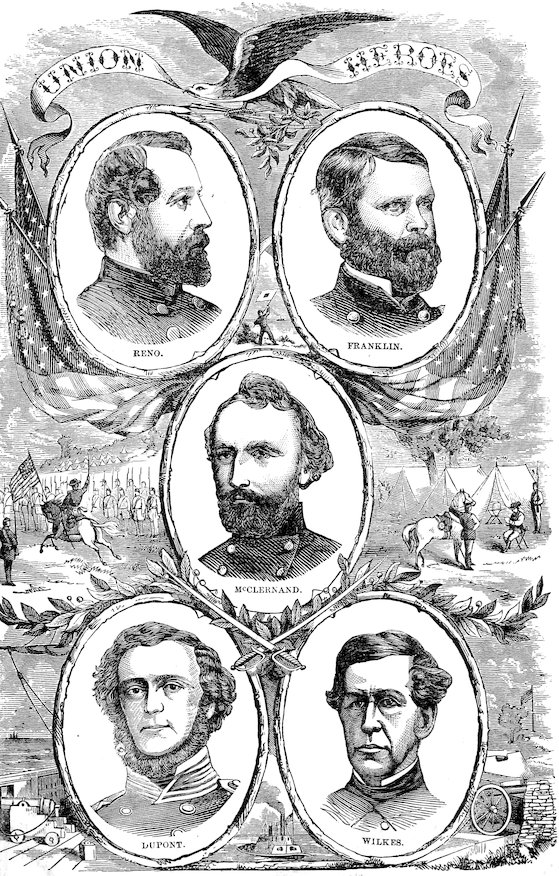 UNION HEROES
RENO.
FRANKLIN.
McCLERNAND.
DUPONT.
WILKES.